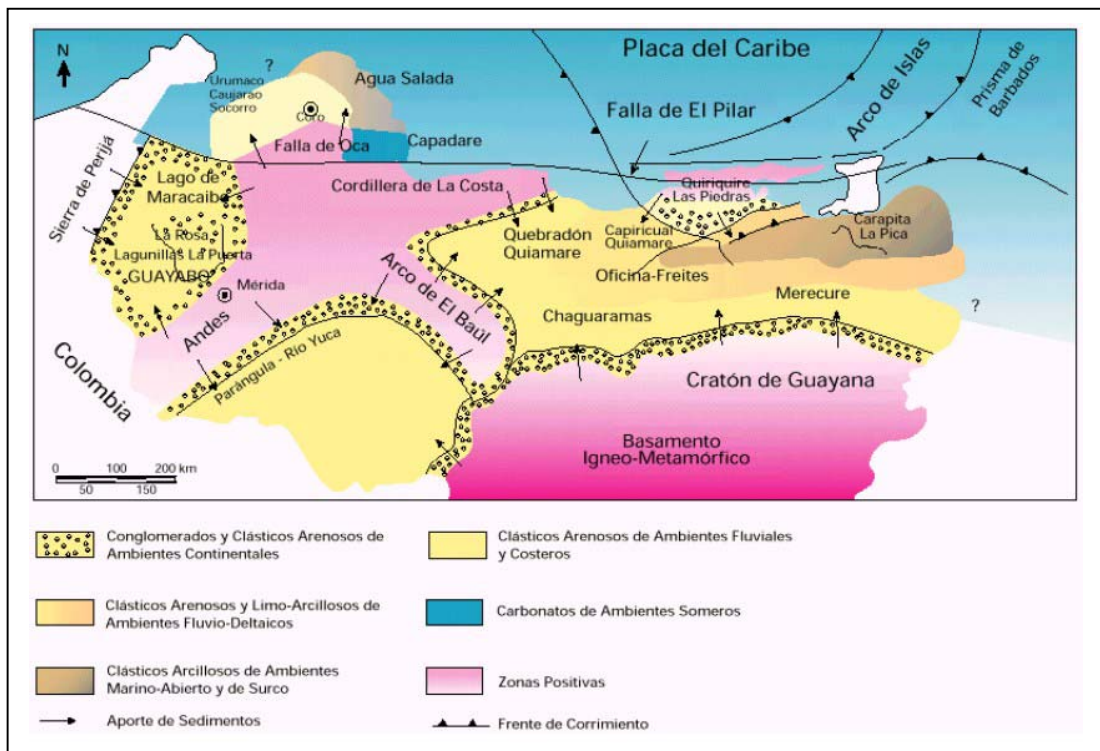 N
Placa del Caribe
Arco de Islas
Prisma de
Barbados
?
Agua Salada
Urumaco
Caujarao
Socorro
Coro
Falla de El Pilar
Falla de Oca
Capadare
Sierra de Perijá
Lago de
Maracaibo
Cordillera de La Costa
Quiriquire
Las Piedras
La Rosa
Lagunillas La Puerta
GUAYABO
Quebradón
Quiamare
Capiricual
Quiamare
Carapita
La Pica
Oficina-Freites
Mérida
Merecure
?
Andes
Arco de El Baúl
Chaguaramas
Parángula - Río Yuca
Colombia
Cratón de Guayana
Basamento
Igneo-Metamórfico
0 100 200 km
50 150
Conglomerados y Clásticos Arenosos de
Ambientes Continentales
Clásticos Arenosos de Ambientes Fluviales
y Costeros
Clásticos Arenosos y Limo-Arcillosos de
Ambientes Fluvio-Deltaicos
Carbonatos de Ambientes Someros
Clásticos Arcillosos de Ambientes
Marino-Abierto y de Surco
Zonas Positivas
Aporte de Sedimentos
Frente de Corrimiento